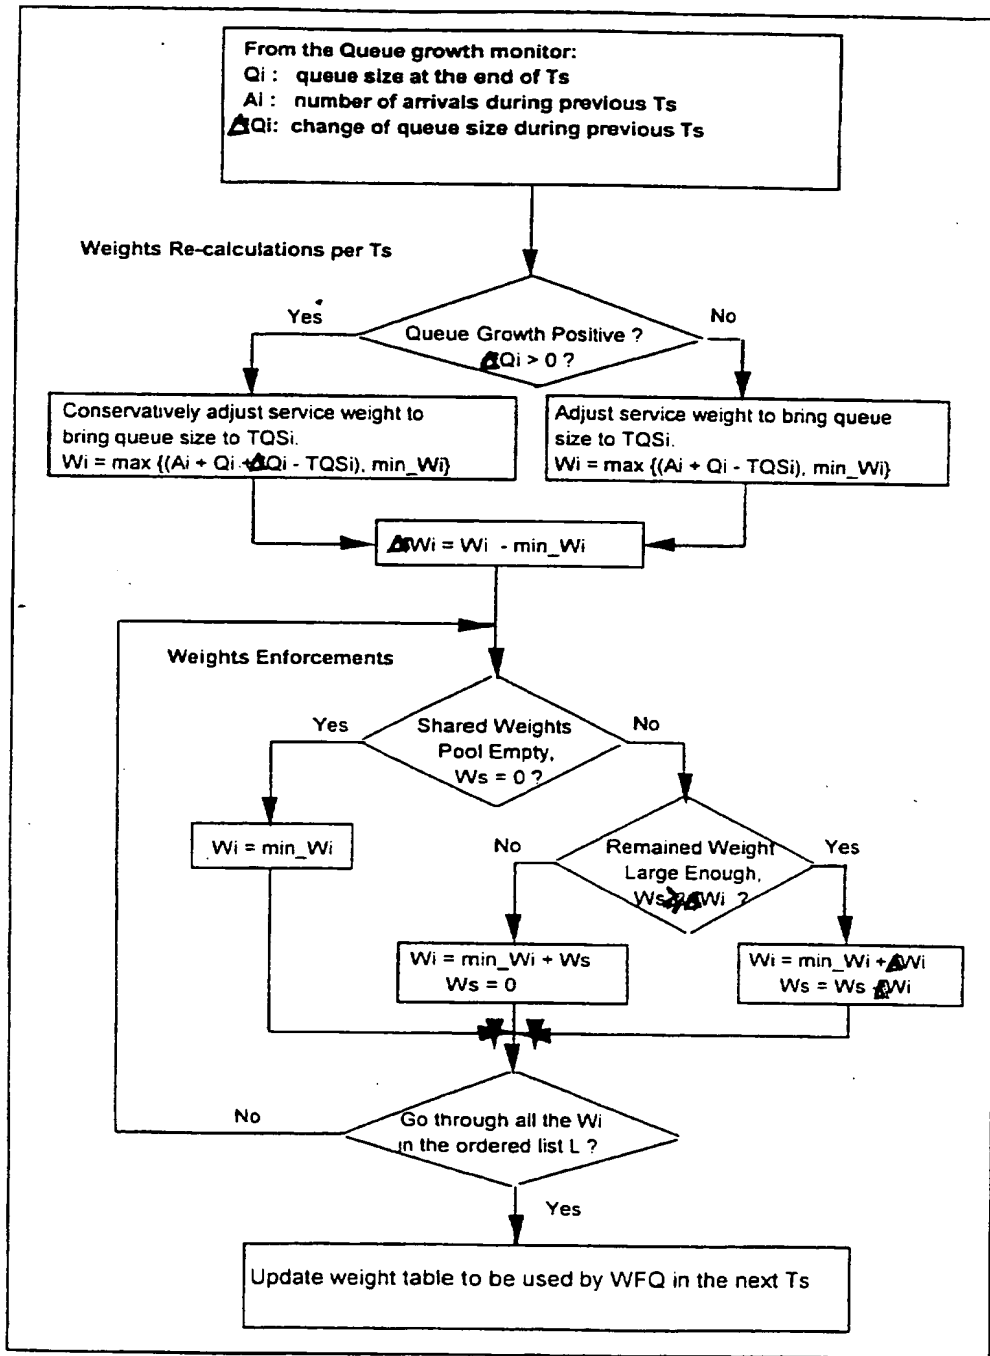 From the Queue growth monitor:
Qi : queue size at the end of Ts
Ai : number of arrivals during previous Ts
ΔQi: change of queue size during previous Ts
Weights Re-calculations per Ts
Yes
Queue Growth Positive ?
ΔQi > 0 ?
No
Conservatively adjust service weight to
bring queue size to TQSi.
Wi = max {(Ai + Qi +ΔQi - TQSi), min_Wi}
Adjust service weight to bring queue
size to TQSi.
Wi = max {(Ai + Qi - TQSi), min_Wi}
ΔWi = Wi - min_Wi
Weights Enforcements
Yes
Shared Weights
Pool Empty,
Ws = 0 ?
No
Wi = min_Wi
No
Remained Weight
Large Enough,
Ws ≥ ΔWi ?
Yes
Wi = min_Wi + Ws
Ws = 0
Wi = min_Wi +ΔWi
Ws = Ws -ΔWi
No
Go through all the Wi
in the ordered list L ?
Yes
Update weight table to be used by WFQ in the next Ts